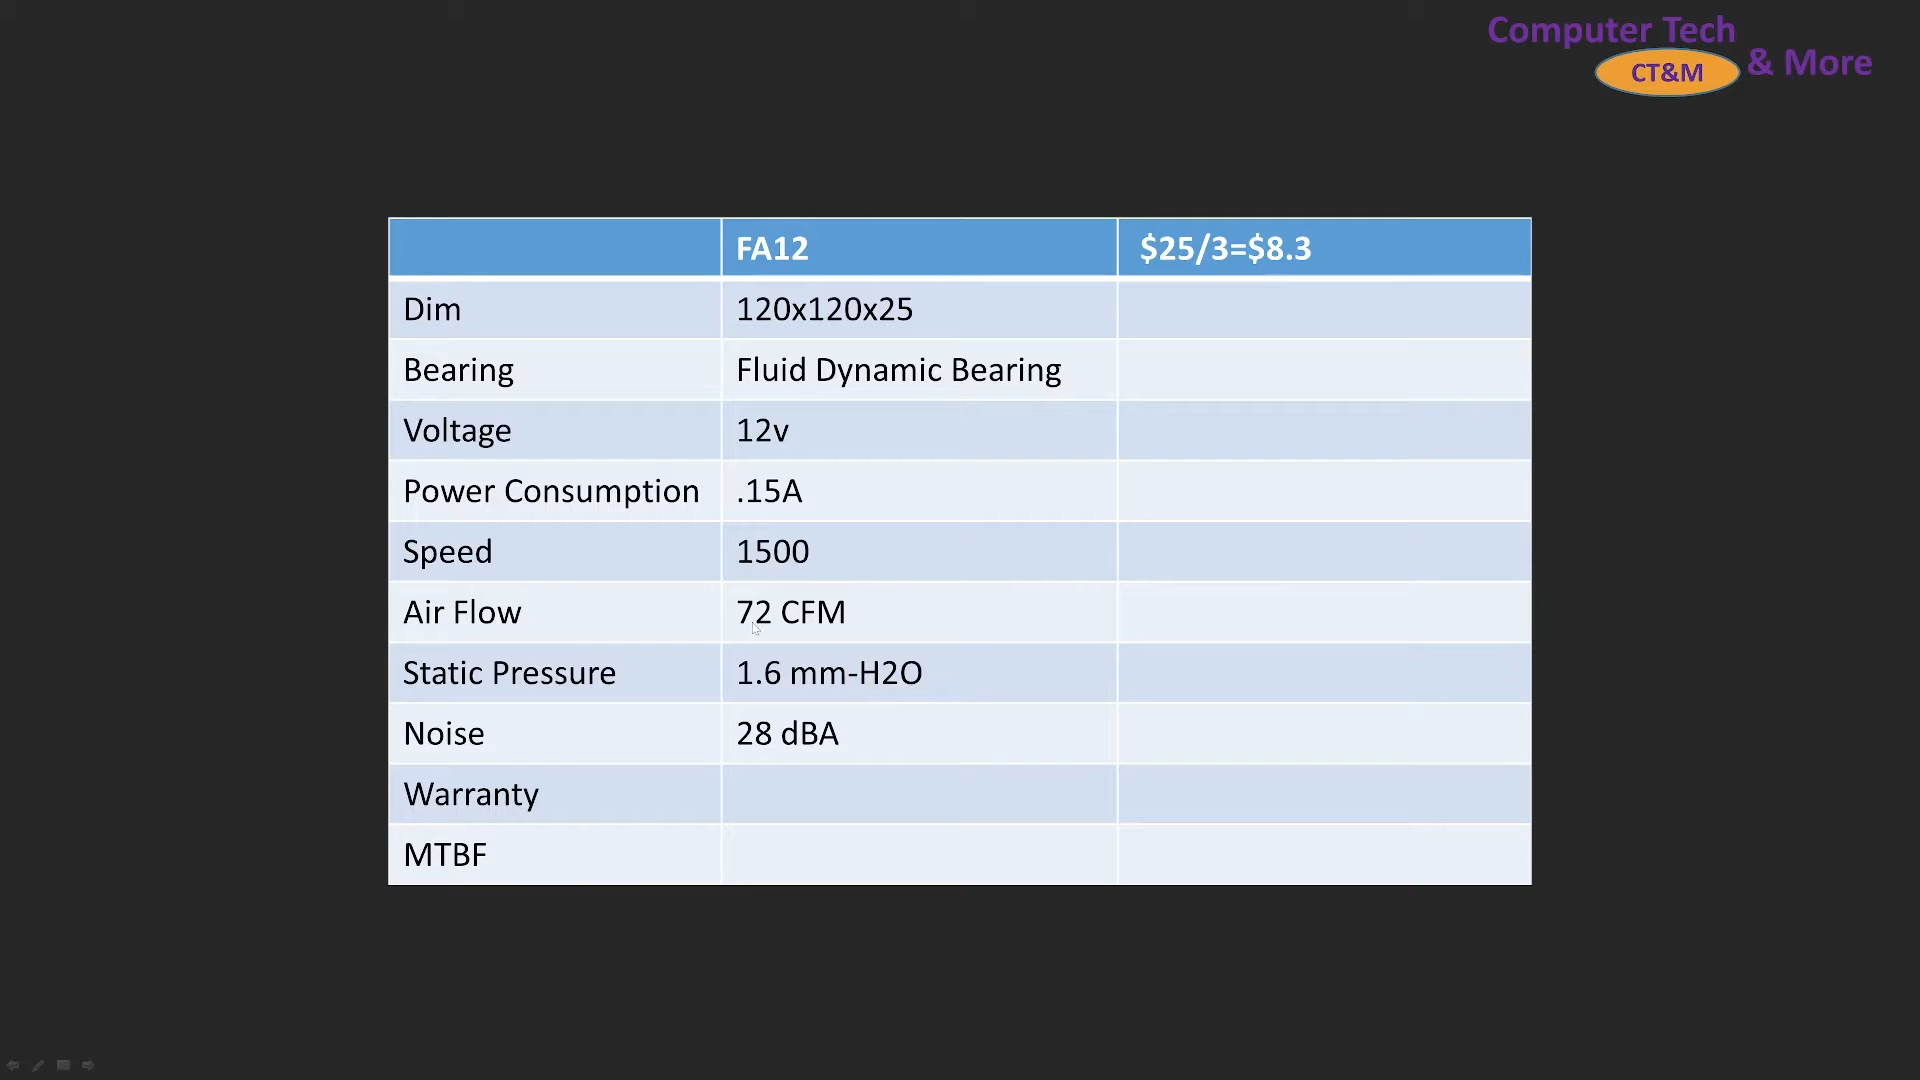 Computer Tech
CT&M & More
FA12 $25/3=$8.3
Dim 120x120x25
Bearing Fluid Dynamic Bearing
Voltage 12v
Power Consumption .15A
Speed 1500
Air Flow 72 CFM
Static Pressure 1.6 mm-H2O
Noise 28 dBA
Warranty
MTBF